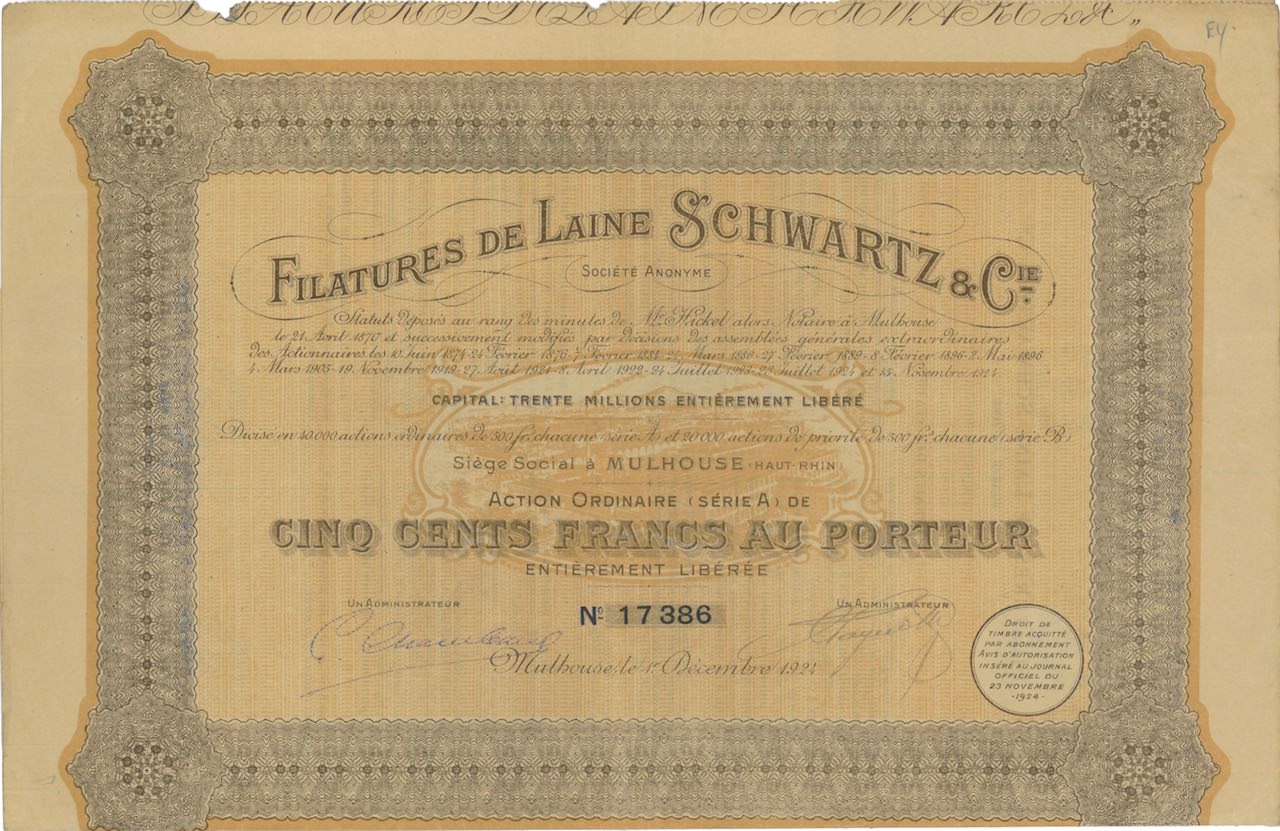 E4.
FILATURES DE LAINE SCHWARTZ & CIE
SOCIÉTÉ ANONYME
Statuts déposés au rang des minutes de Me Hickel alors Notaire à Mulhouse
le 21 Avril 1870 et successivement modifiés par décisions des assemblées générales extraordinaires
des Actionnaires les 10 Juin 1874-24 Février 1876-7 Février 1881-27 Mars 1886-27 Février 1889-8 Février 1896-2 Mai 1896
4 Mars 1905-19 Novembre 1919-27 Août 1921-8 Avril 1922-24 Juillet 1923-28 Juillet 1924 et 15 Novembre 1924.
CAPITAL: TRENTE MILLIONS ENTIÈREMENT LIBÉRÉ
Divisé en 40.000 actions ordinaires de 500 frs. chacune (série A) et 20.000 actions de priorité de 500 frs. chacune (série B)
Siège Social à MULHOUSE (HAUT-RHIN)
ACTION ORDINAIRE (SÉRIE A) DE
CINQ CENTS FRANCS AU PORTEUR
ENTIÈREMENT LIBÉRÉE
UN ADMINISTRATEUR
No. 17386
UN ADMINISTRATEUR
Mulhouse, le 1er Décembre 1924
DROIT DE
TIMBRE ACQUITTÉ
PAR ABONNEMENT
AVIS D'AUTORISATION
INSÉRÉ AU JOURNAL
OFFICIEL DU
23 NOVEMBRE
-1924-